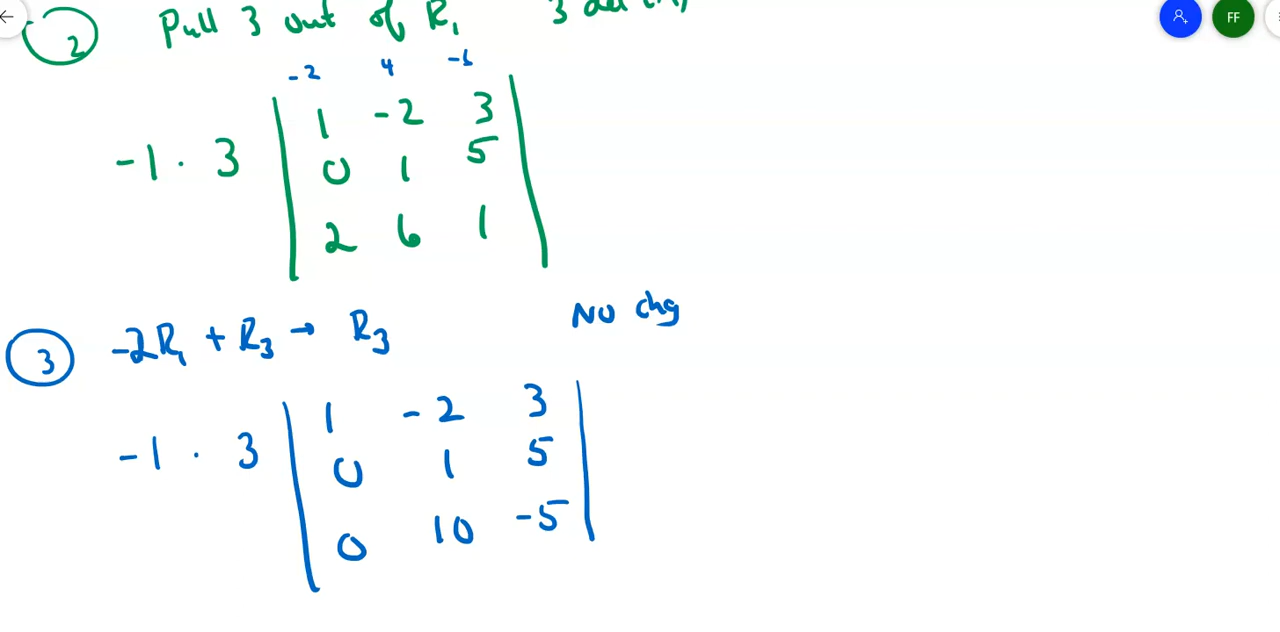 2 Pull 3 out of R1 3
-2 4
-1 · 3 | 1 -2 3 |
0 1 5
2 6 1
3 -2R1 + R3 → R3 No chg
-1 · 3 | 1 -2 3 |
0 1 5
0 10 -5
FF